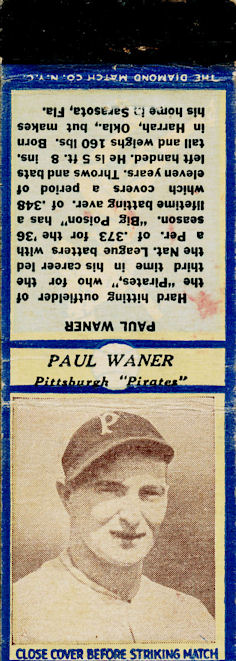 THE DIAMOND MATCH CO. N.Y.C.
PAUL WANER
Hard hitting outfielder of
the "Pirates," who for the
third time in his career led
the Nat. League batters with
a Per. of .373 for the '36
season. "Big Poison" has a
lifetime batting aver. of .348
which covers a period of
eleven years. Throws and bats
left handed. He is 5 ft. 8 ins.
tall and weighs 160 lbs. Born
in Harrah, Okla., but makes
his home in Sarasota, Fla.
PAUL WANER
Pittsburgh "Pirates"
P
CLOSE COVER BEFORE STRIKING MATCH